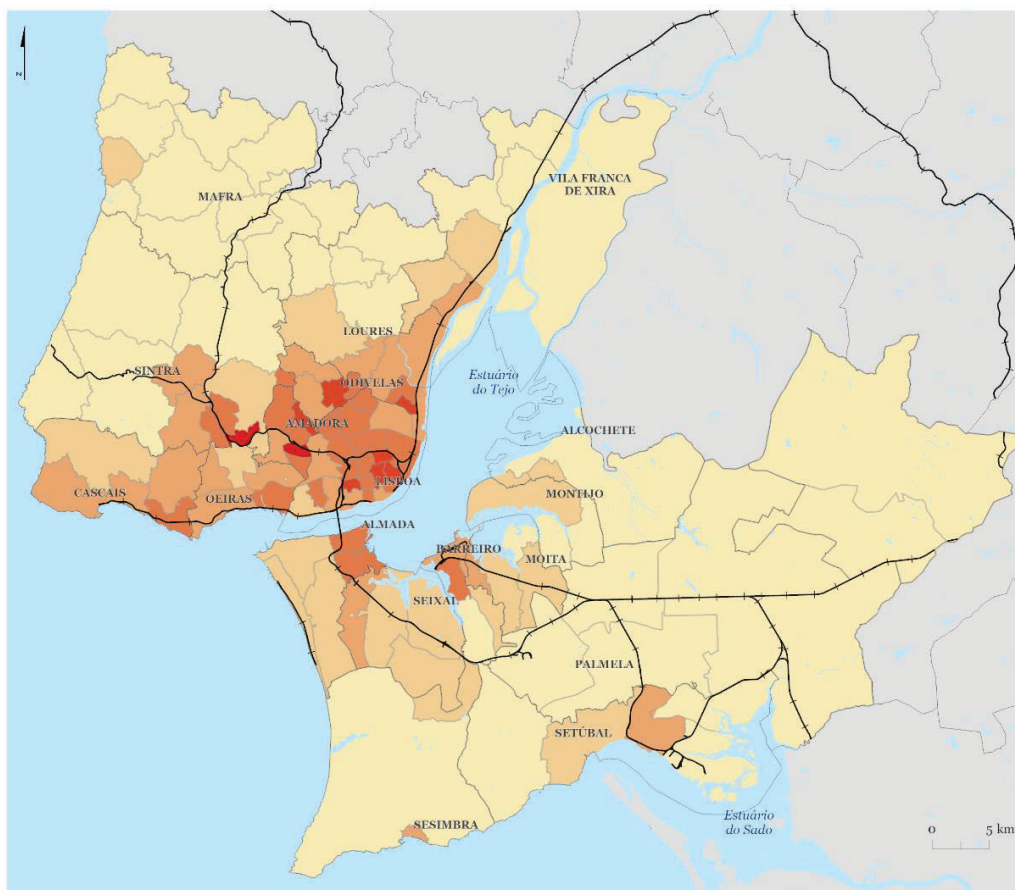 N
VILA FRANCA
DE XIRA
MAFRA
LOURES
SINTRA
ODIVELAS
Estuário
do Tejo
AMADORA
ALCOCHETE
LISBOA
CASCAIS
OEIRAS
MONTIJO
ALMADA
BARREIRO
MOITA
SEIXAL
PALMELA
SETÚBAL
SESIMBRA
Estuário
do Sado
0 5 km